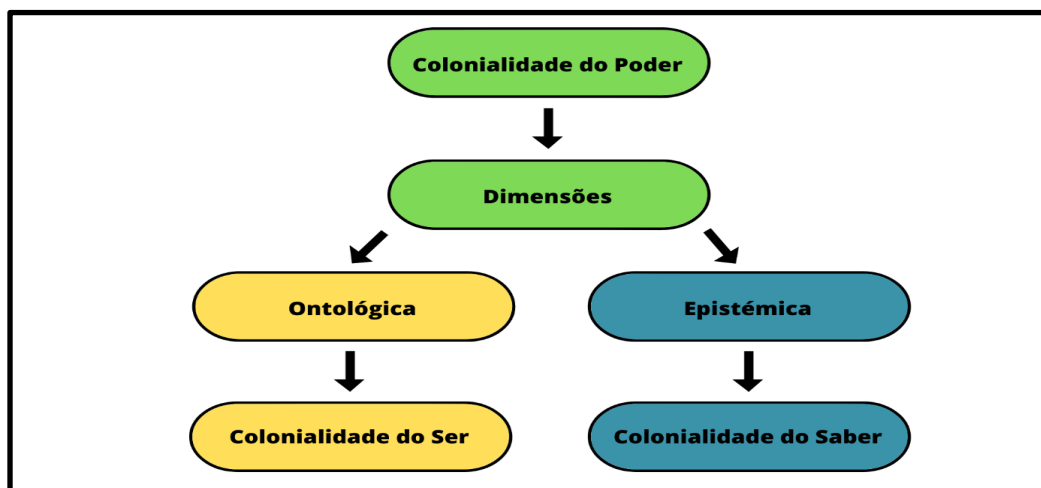 Colonialidade do Poder
Dimensões
Ontológica
Epistémica
Colonialidade do Ser
Colonialidade do Saber